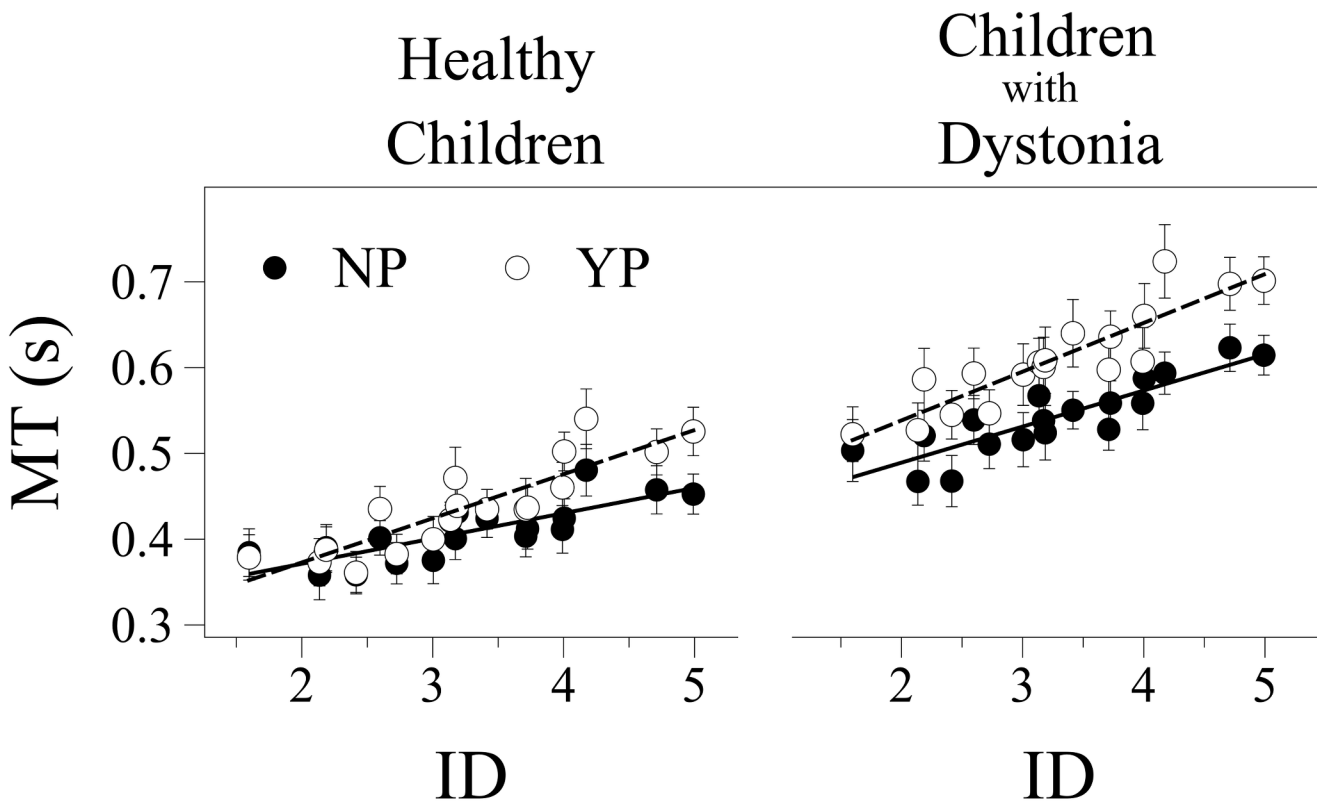 Healthy
Children
Children
with
Dystonia
NP
YP
MT (s)
0.7
0.6
0.5
0.4
0.3
2 3 4 5
2 3 4 5
ID
ID